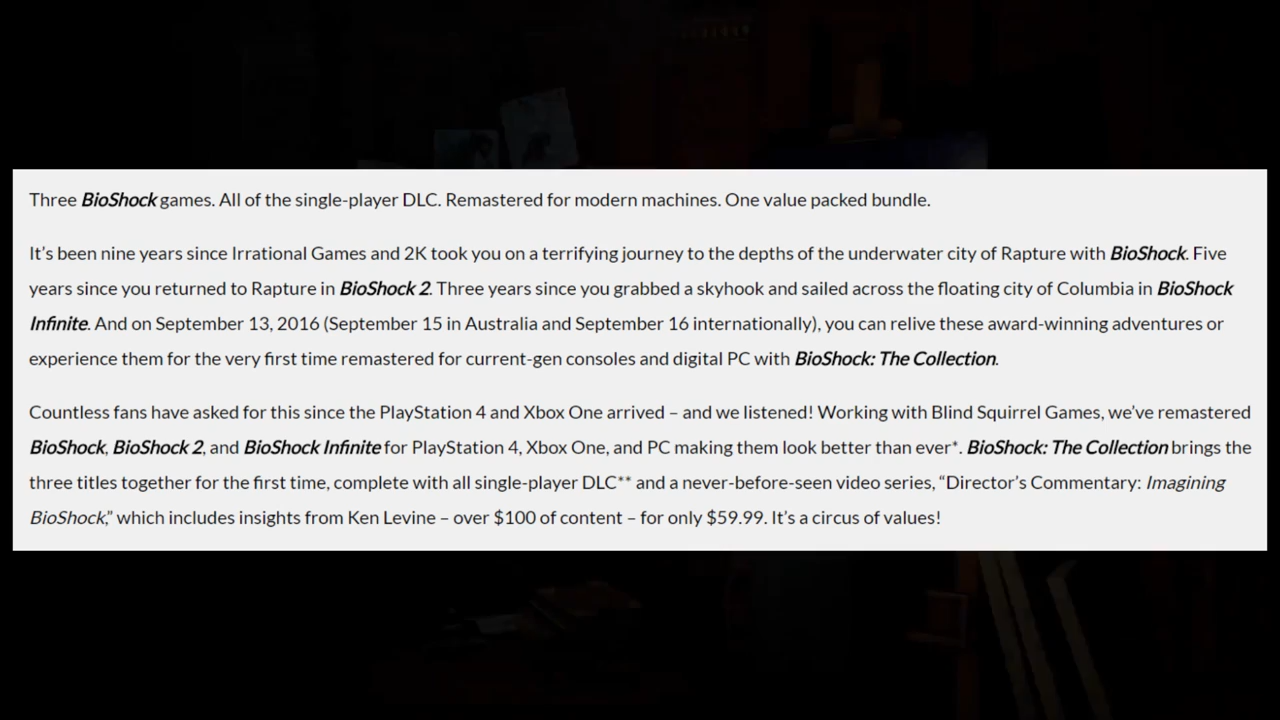 Three BioShock games. All of the single-player DLC. Remastered for modern machines. One value packed bundle.
It’s been nine years since Irrational Games and 2K took you on a terrifying journey to the depths of the underwater city of Rapture with BioShock. Five
years since you returned to Rapture in BioShock 2. Three years since you grabbed a skyhook and sailed across the floating city of Columbia in BioShock
Infinite. And on September 13, 2016 (September 15 in Australia and September 16 internationally), you can relive these award-winning adventures or
experience them for the very first time remastered for current-gen consoles and digital PC with BioShock: The Collection.
Countless fans have asked for this since the PlayStation 4 and Xbox One arrived – and we listened! Working with Blind Squirrel Games, we’ve remastered
BioShock, BioShock 2, and BioShock Infinite for PlayStation 4, Xbox One, and PC making them look better than ever*. BioShock: The Collection brings the
three titles together for the first time, complete with all single-player DLC** and a never-before-seen video series, “Director’s Commentary: Imagining
BioShock,” which includes insights from Ken Levine – over $100 of content – for only $59.99. It’s a circus of values!